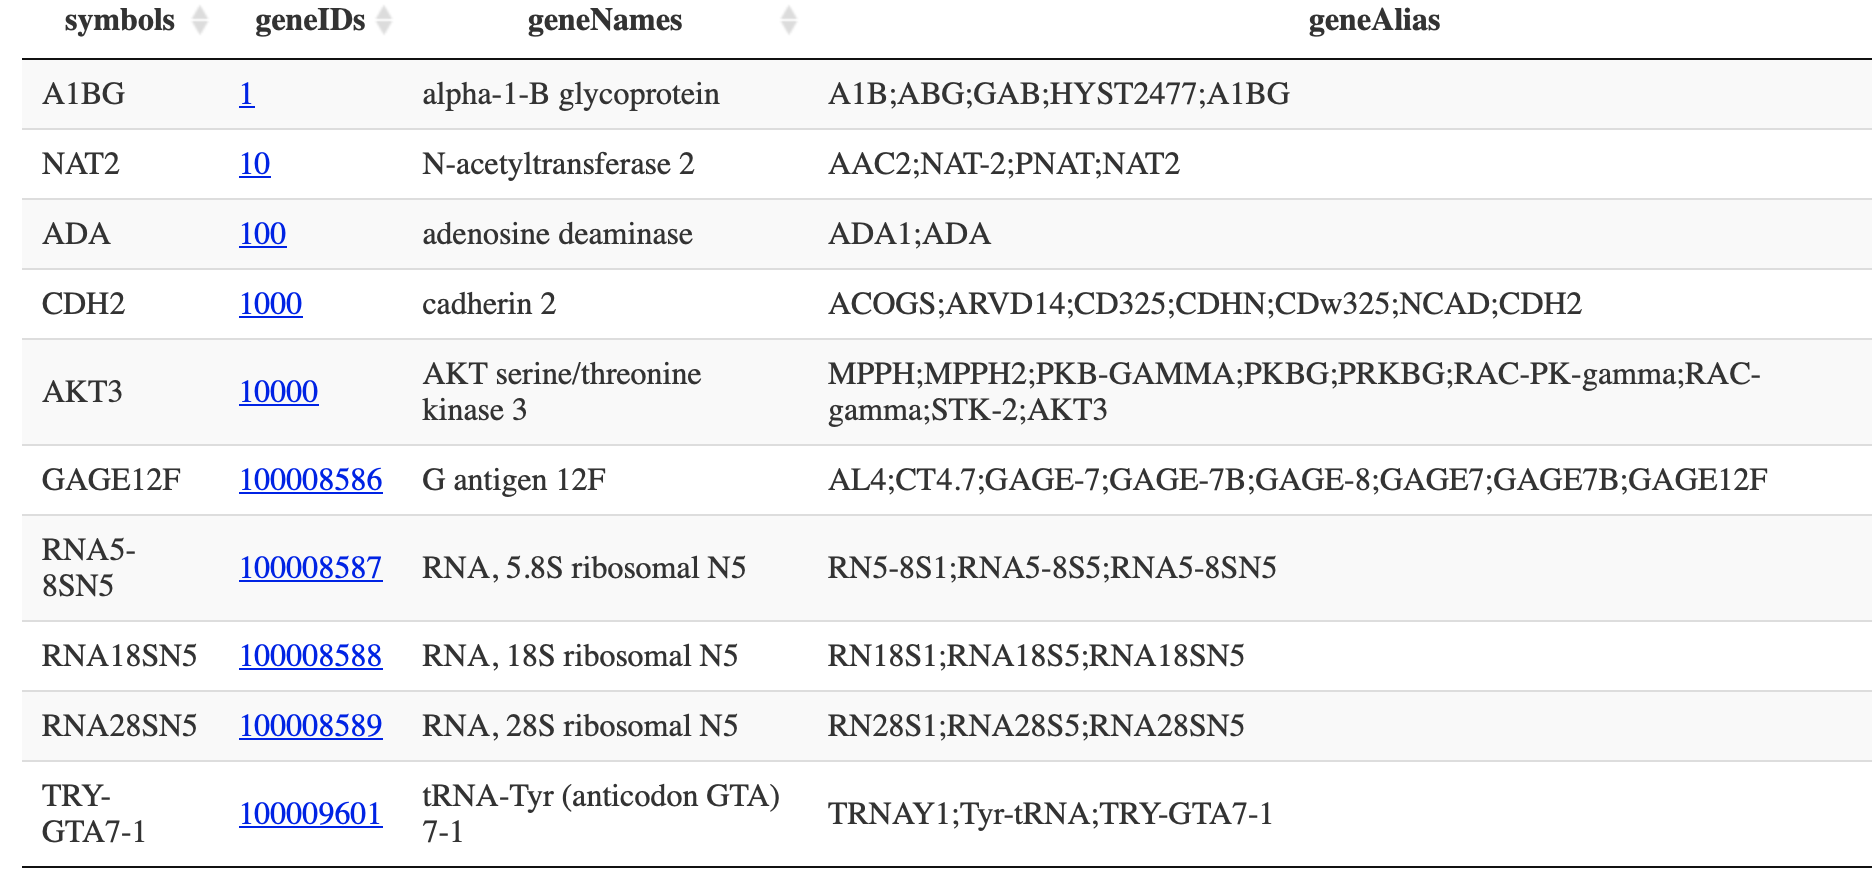 symbols geneIDs geneNames geneAlias
A1BG 1 alpha-1-B glycoprotein A1B;ABG;GAB;HYST2477;A1BG
NAT2 10 N-acetyltransferase 2 AAC2;NAT-2;PNAT;NAT2
ADA 100 adenosine deaminase ADA1;ADA
CDH2 1000 cadherin 2 ACOGS;ARVD14;CD325;CDHN;CDw325;NCAD;CDH2
AKT3 10000 AKT serine/threonine
kinase 3 MPPH;MPPH2;PKB-GAMMA;PKBG;PRKBG;RAC-PK-gamma;RAC-
gamma;STK-2;AKT3
GAGE12F 100008586 G antigen 12F AL4;CT4.7;GAGE-7;GAGE-7B;GAGE-8;GAGE7;GAGE7B;GAGE12F
RNA5-
8SN5 100008587 RNA, 5.8S ribosomal N5 RN5-8S1;RNA5-8S5;RNA5-8SN5
RNA18SN5 100008588 RNA, 18S ribosomal N5 RN18S1;RNA18S5;RNA18SN5
RNA28SN5 100008589 RNA, 28S ribosomal N5 RN28S1;RNA28S5;RNA28SN5
TRY-
GTA7-1 100009601 tRNA-Tyr (anticodon GTA)
7-1 TRNAY1;Tyr-tRNA;TRY-GTA7-1